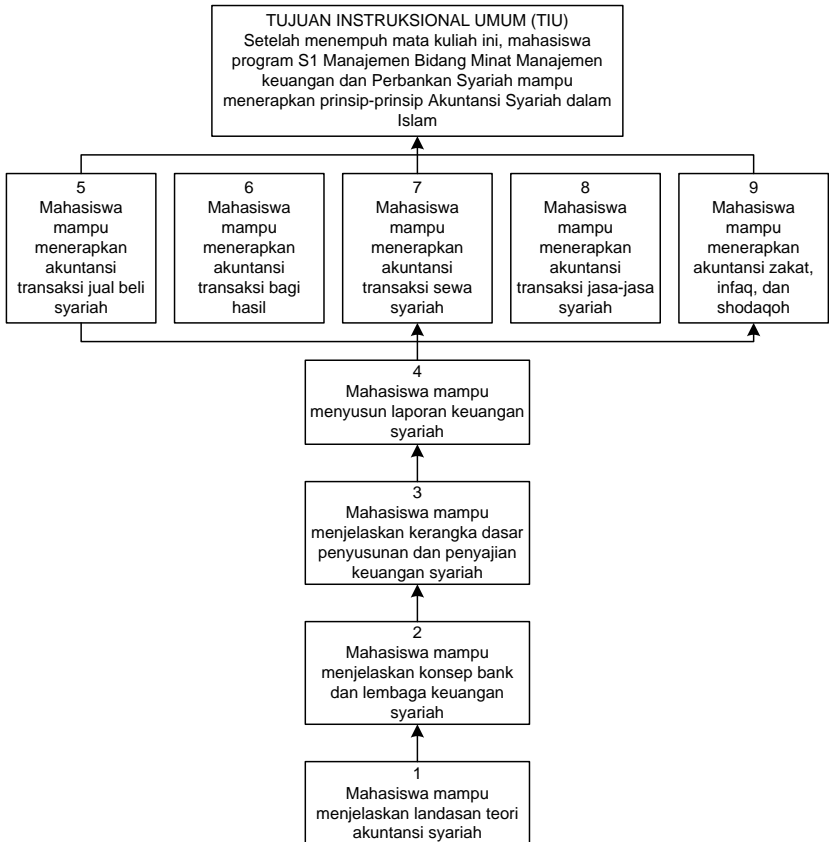 TUJUAN INSTRUKSIONAL UMUM (TIU)
Setelah menempuh mata kuliah ini, mahasiswa
program S1 Manajemen Bidang Minat Manajemen
keuangan dan Perbankan Syariah mampu
menerapkan prinsip-prinsip Akuntansi Syariah dalam
Islam
5
Mahasiswa
mampu
menerapkan
akuntansi
transaksi jual beli
syariah
6
Mahasiswa
mampu
menerapkan
akuntansi
transaksi bagi
hasil
7
Mahasiswa
mampu
menerapkan
akuntansi
transaksi sewa
syariah
8
Mahasiswa
mampu
menerapkan
akuntansi
transaksi jasa-jasa
syariah
9
Mahasiswa
mampu
menerapkan
akuntansi zakat,
infaq, dan
shodaqoh
4
Mahasiswa mampu
menyusun laporan keuangan
syariah
3
Mahasiswa mampu
menjelaskan kerangka dasar
penyusunan dan penyajian
keuangan syariah
2
Mahasiswa mampu
menjelaskan konsep bank
dan lembaga keuangan
syariah
1
Mahasiswa mampu
menjelaskan landasan teori
akuntansi syariah